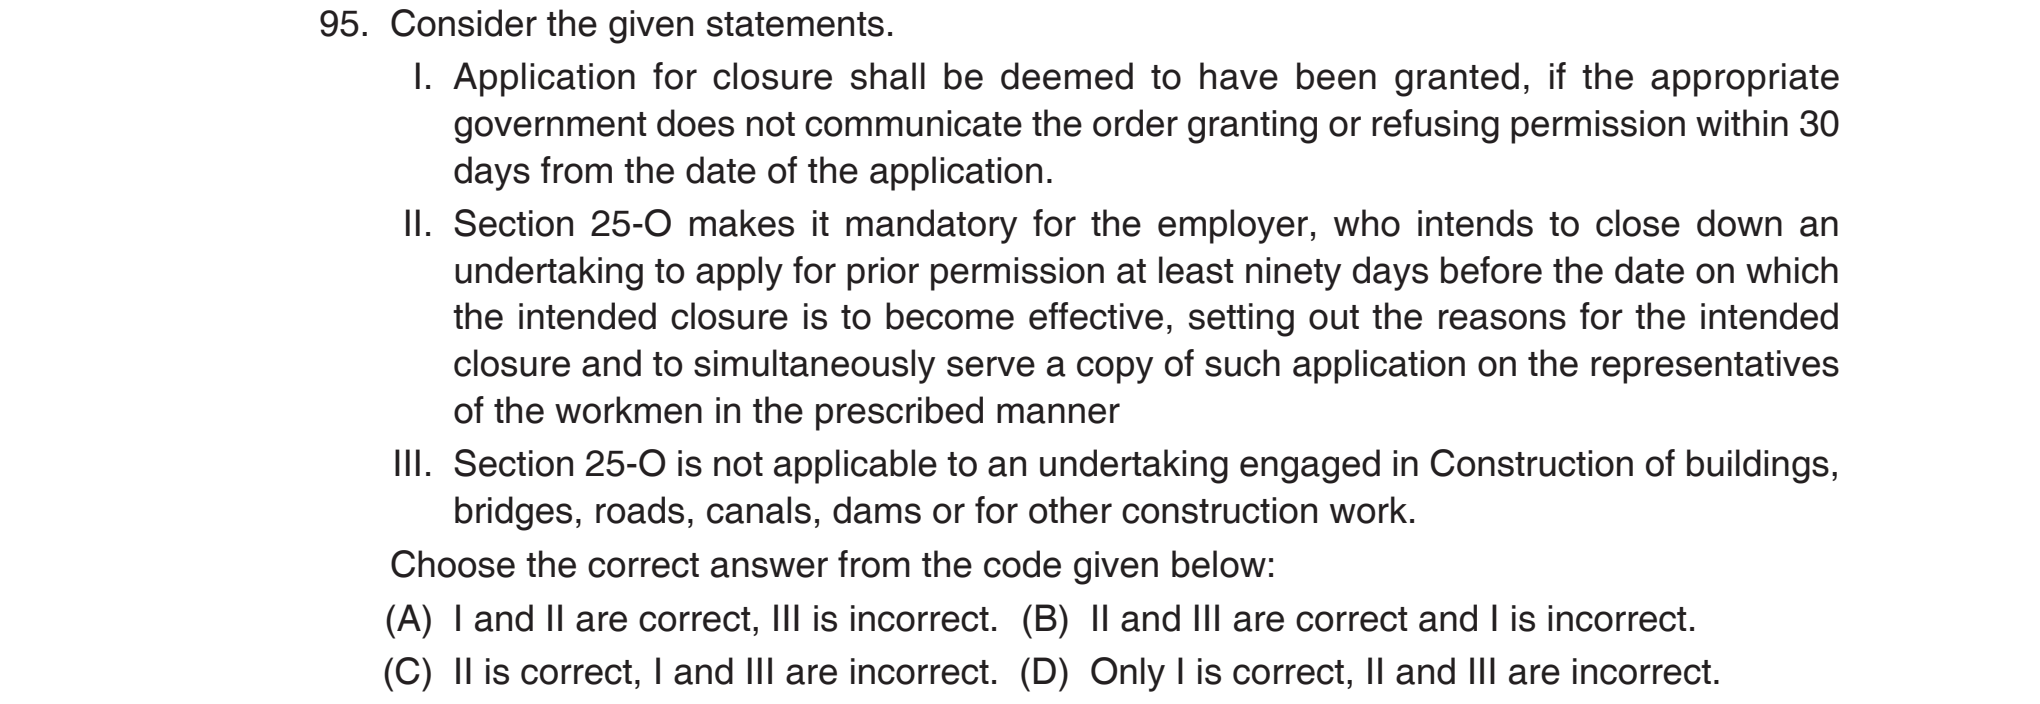 95. Consider the given statements.
I. Application for closure shall be deemed to have been granted, if the appropriate
government does not communicate the order granting or refusing permission within 30
days from the date of the application.
II. Section 25-O makes it mandatory for the employer, who intends to close down an
undertaking to apply for prior permission at least ninety days before the date on which
the intended closure is to become effective, setting out the reasons for the intended
closure and to simultaneously serve a copy of such application on the representatives
of the workmen in the prescribed manner
III. Section 25-O is not applicable to an undertaking engaged in Construction of buildings,
bridges, roads, canals, dams or for other construction work.
Choose the correct answer from the code given below:
(A) I and II are correct, III is incorrect. (B) II and III are correct and I is incorrect.
(C) II is correct, I and III are incorrect. (D) Only I is correct, II and III are incorrect.